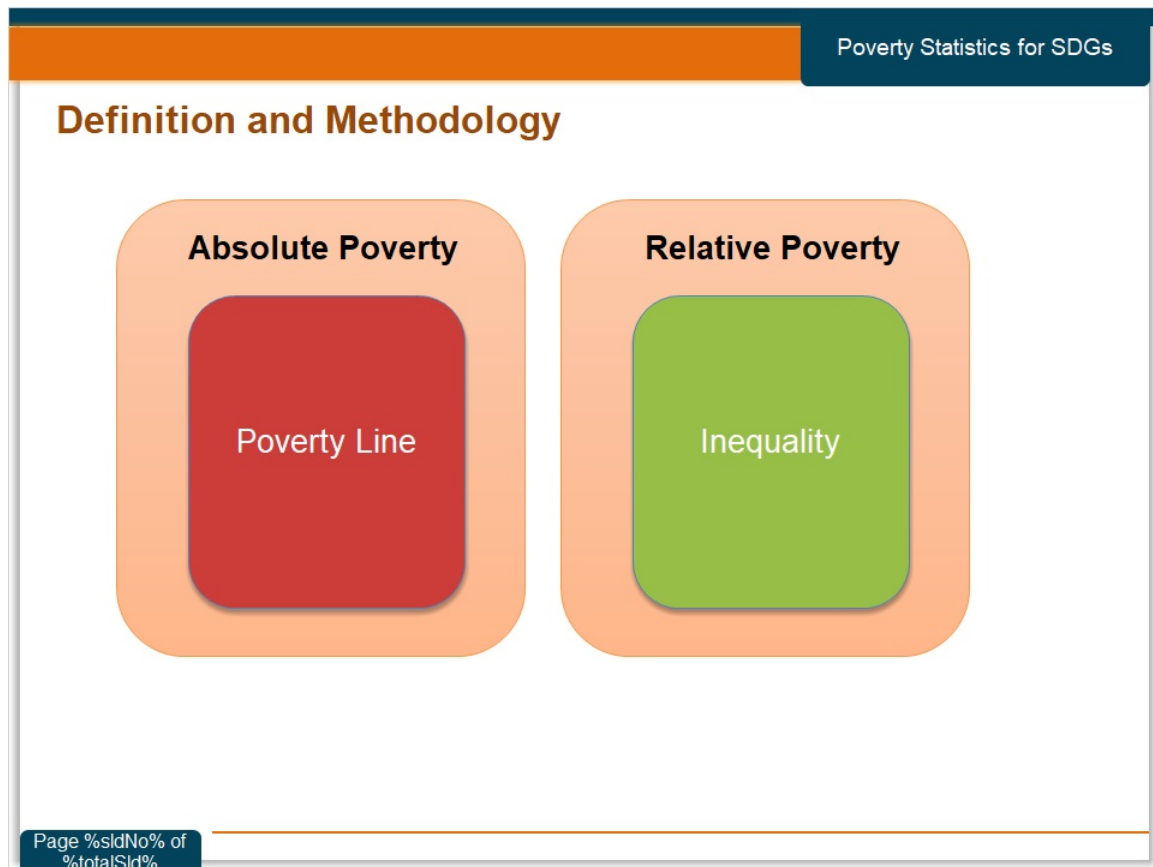 Poverty Statistics for SDGs
Definition and Methodology
Absolute Poverty
Poverty Line
Relative Poverty
Inequality
Page %sldNo% of
%totalSld%